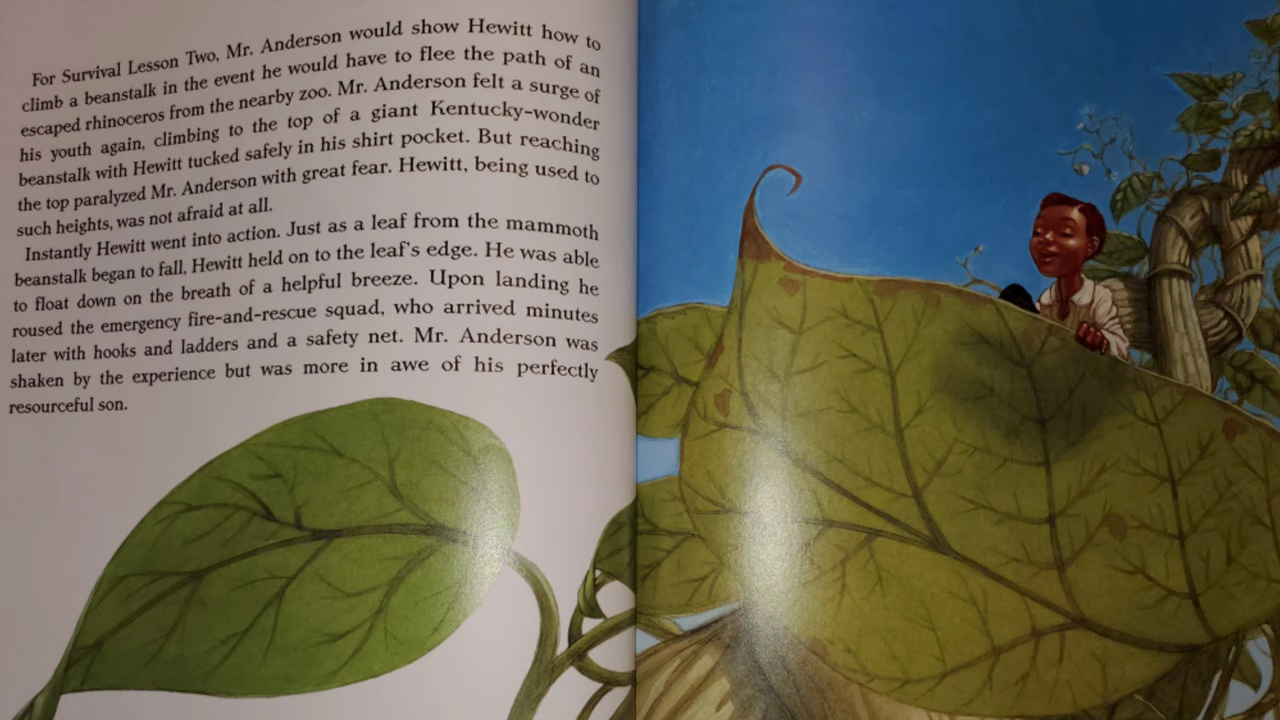 For Survival Lesson Two, Mr. Anderson would show Hewitt how to
climb a beanstalk in the event he would have to flee the path of an
escaped rhinoceros from the nearby zoo. Mr. Anderson felt a surge of
his youth again, climbing to the top of a giant Kentucky-wonder
beanstalk with Hewitt tucked safely in his shirt pocket. But reaching
the top paralyzed Mr. Anderson with great fear. Hewitt, being used to
such heights, was not afraid at all.
Instantly Hewitt went into action. Just as a leaf from the mammoth
beanstalk began to fall, Hewitt held on to the leaf's edge. He was able
to float down on the breath of a helpful breeze. Upon landing he
roused the emergency fire-and-rescue squad, who arrived minutes
later with hooks and ladders and a safety net. Mr. Anderson was
shaken by the experience but was more in awe of his perfectly
resourceful son.